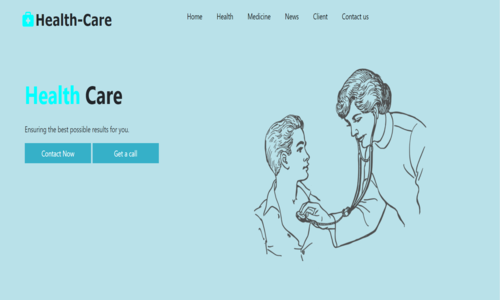 Health-Care
Home Health Medicine News Client Contact us
Health Care
Ensuring the best possible results for you.
Contact Now Get a call